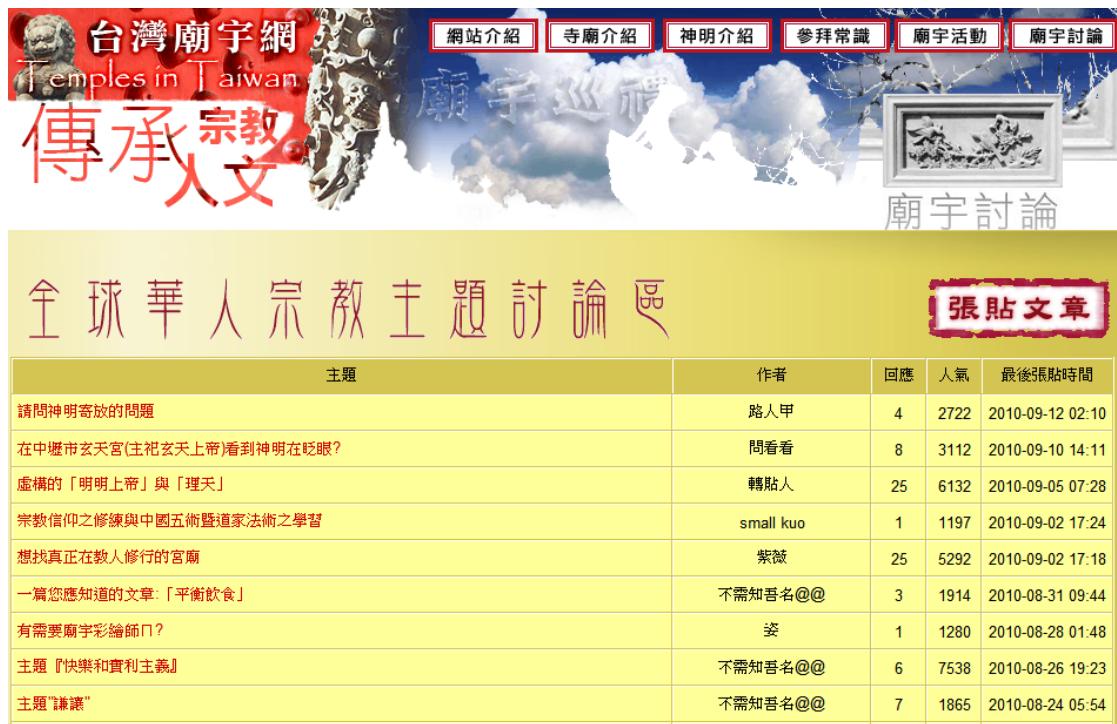 台灣廟宇網
Temples in Taiwan
傳承宗教人文
網站介紹 寺廟介紹 神明介紹 參拜常識 廟宇活動 廟宇討論
廟宇巡禮
廟宇討論
全球華人宗教主題討論區
張貼文章
主題 作者 回應 人氣 最後張貼時間
請問神明寄放的問題 路人甲 4 2722 2010-09-12 02:10
在中壢市玄天宮(主祀玄天上帝)看到神明在眨眼? 問看看 8 3112 2010-09-10 14:11
虛構的「明明上帝」與「理天」 轉貼人 25 6132 2010-09-05 07:28
宗教信仰之修練與中國五術暨道家法術之學習 small kuo 1 1197 2010-09-02 17:24
想找真正在教人修行的宮廟 紫薇 25 5292 2010-09-02 17:18
一篇您應知道的文章:「平衡飲食」 不需知吾名@@ 3 1914 2010-08-31 09:44
有需要廟宇彩繪師ㄇ? 姿 1 1280 2010-08-28 01:48
主題『快樂和實利主義』 不需知吾名@@ 6 7538 2010-08-26 19:23
主題"謙讓" 不需知吾名@@ 7 1865 2010-08-24 05:54